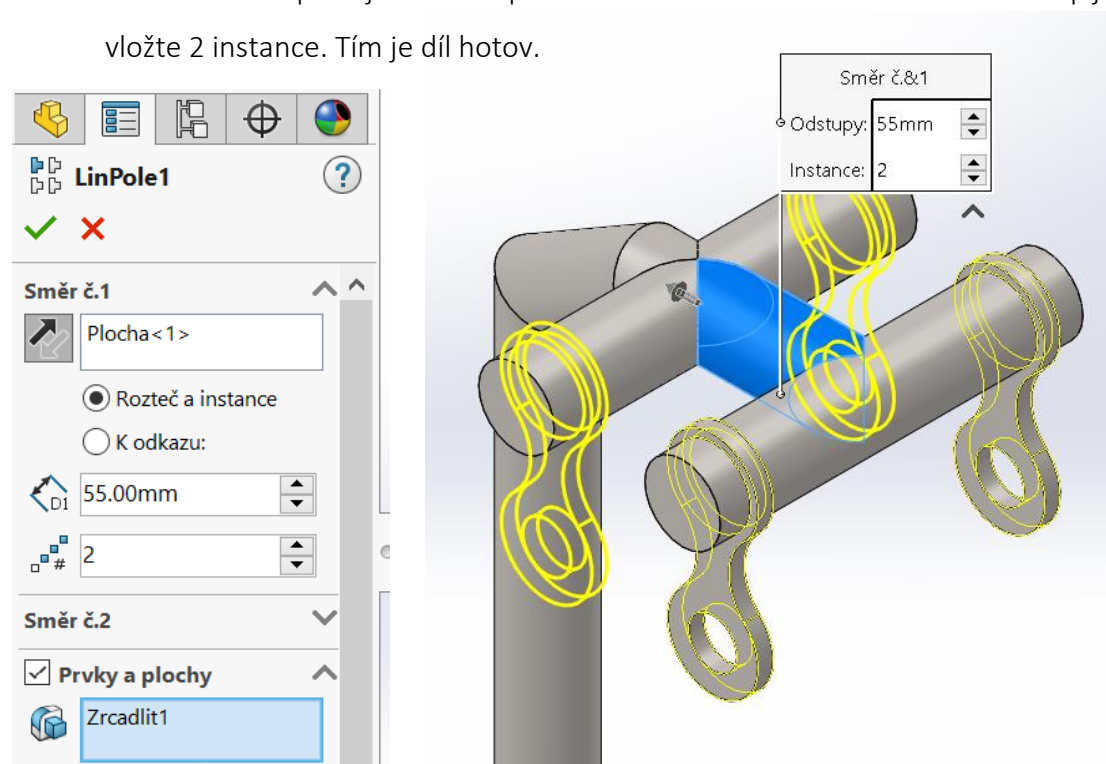 vložte 2 instance. Tím je díl hotov.
LinPole1
?
Směr č.1
Plocha<1>
Rozteč a instance
K odkazu:
D1
55.00mm
#
2
Směr č.2
Prvky a plochy
Zrcadlit1
Směr č.&1
Odstupy: 55mm
Instance: 2